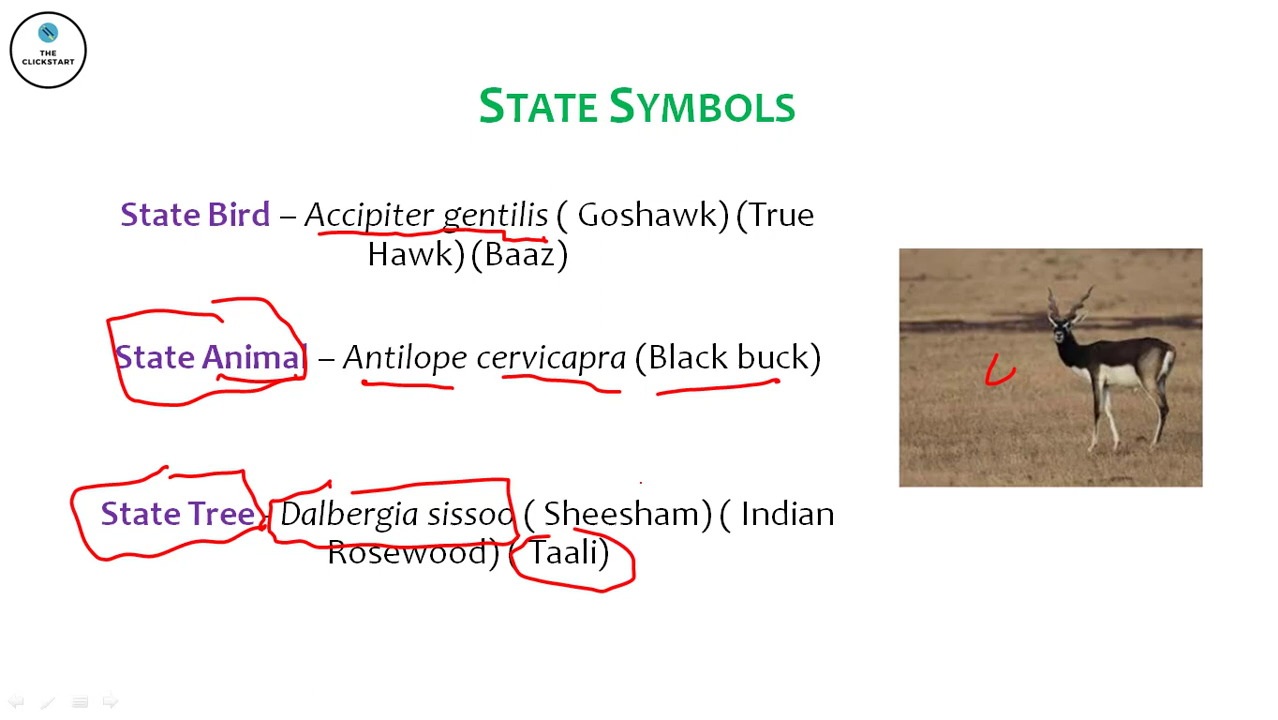 THE
CLICKSTART
STATE SYMBOLS
State Bird – Accipiter gentilis ( Goshawk) (True
Hawk) (Baaz)
State Animal – Antilope cervicapra (Black buck)
State Tree - Dalbergia sissoo ( Sheesham) ( Indian
Rosewood) ( Taali)